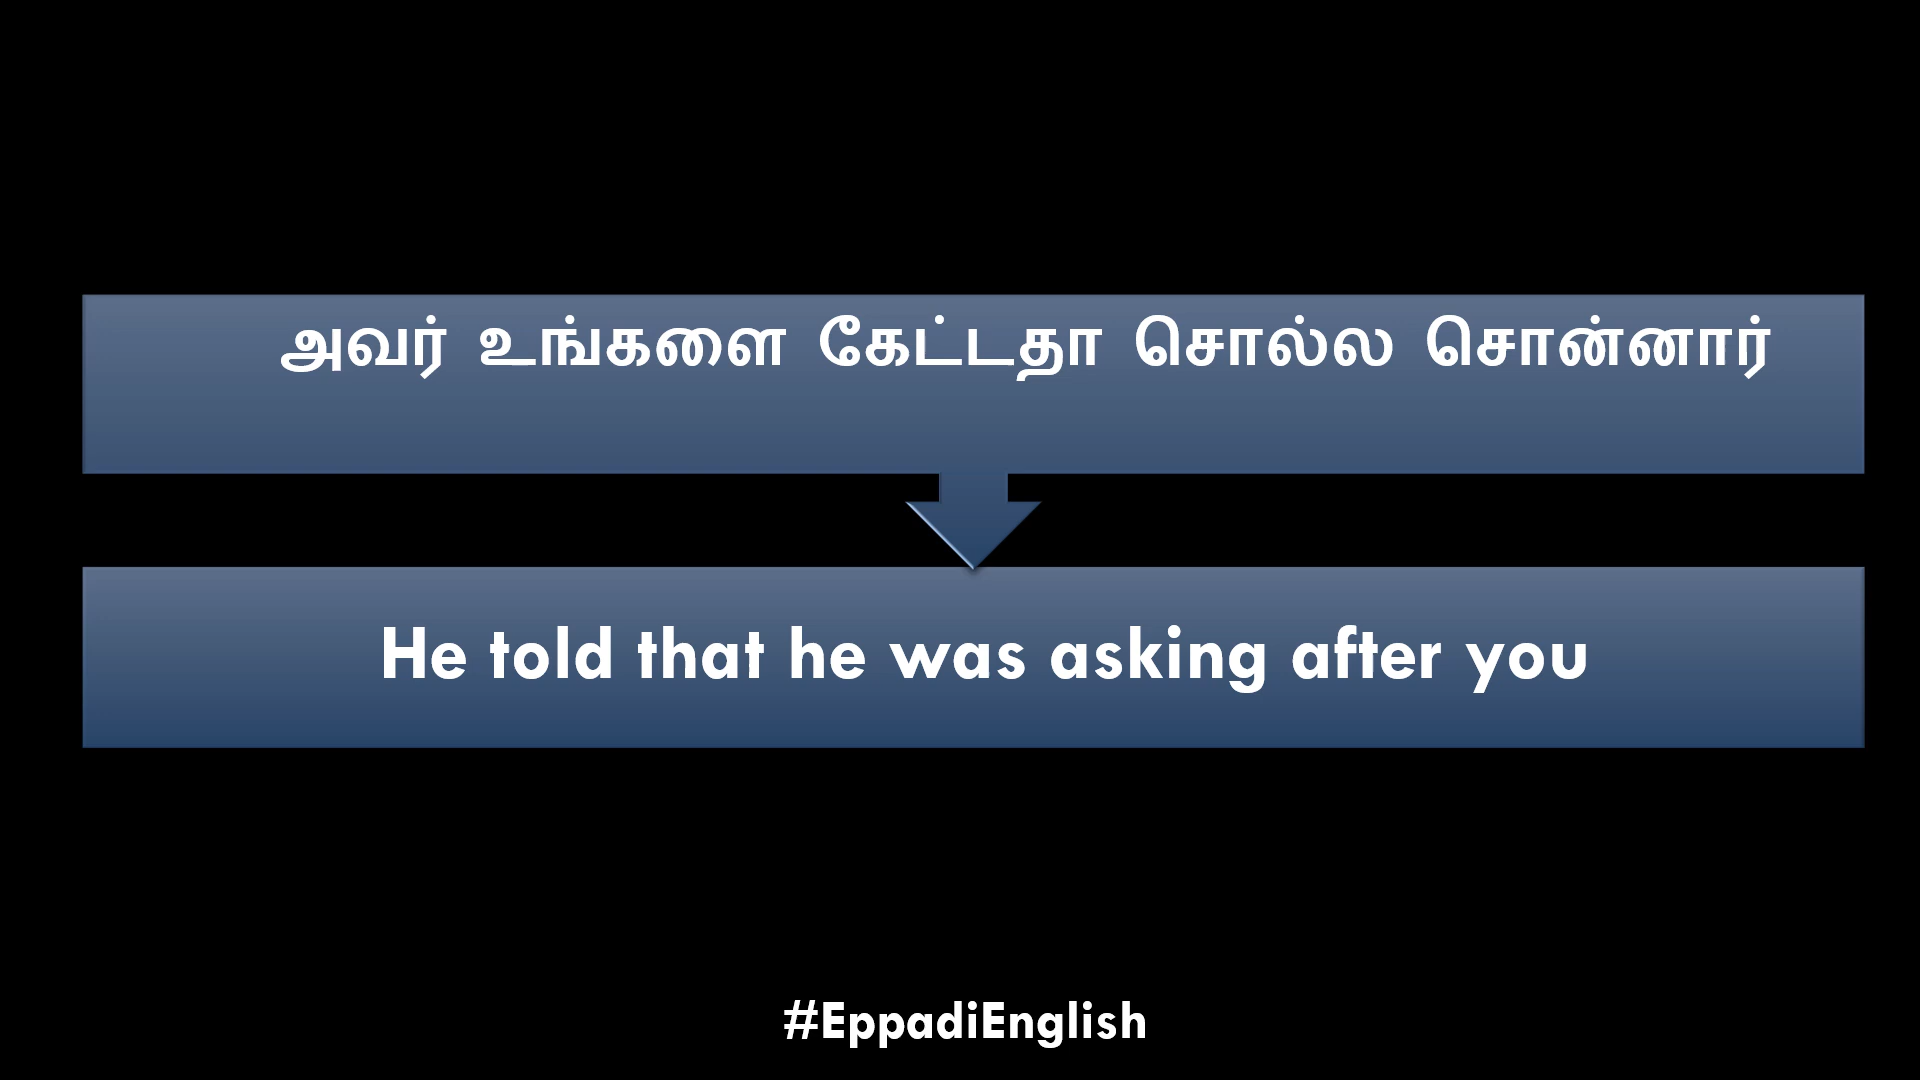 அவர் உங்களை கேட்டதா சொல்ல சொன்னார்
He told that he was asking after you
#EppadiEnglish